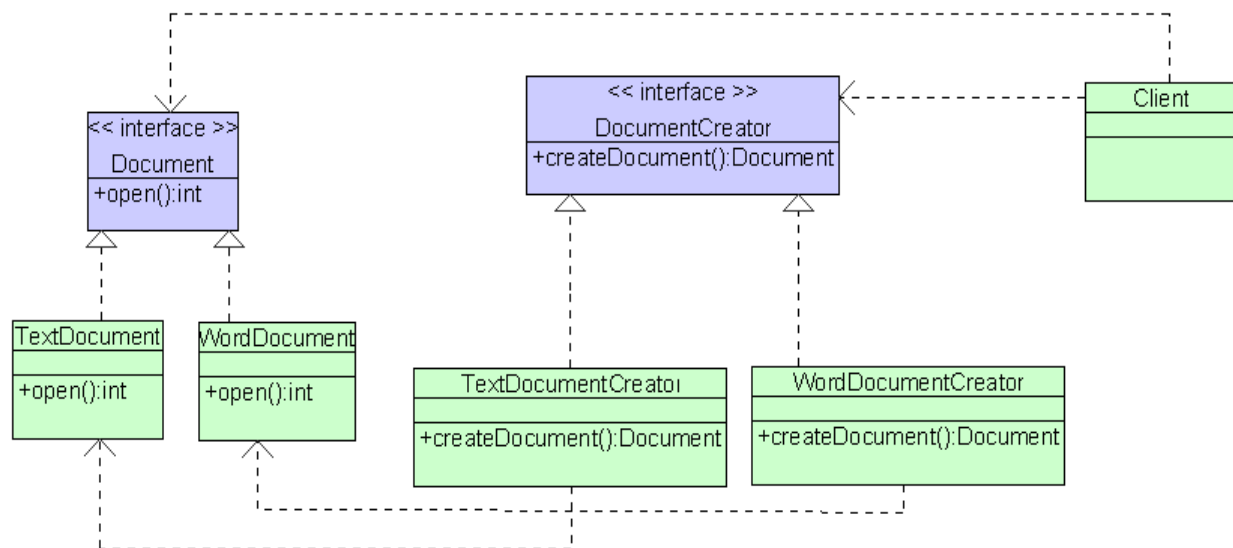 << interface >>
Document
+open():int
<< interface >>
DocumentCreator
+createDocument():Document
Client
TextDocument
+open():int
WordDocument
+open():int
TextDocumentCreator
+createDocument():Document
WordDocumentCreator
+createDocument():Document